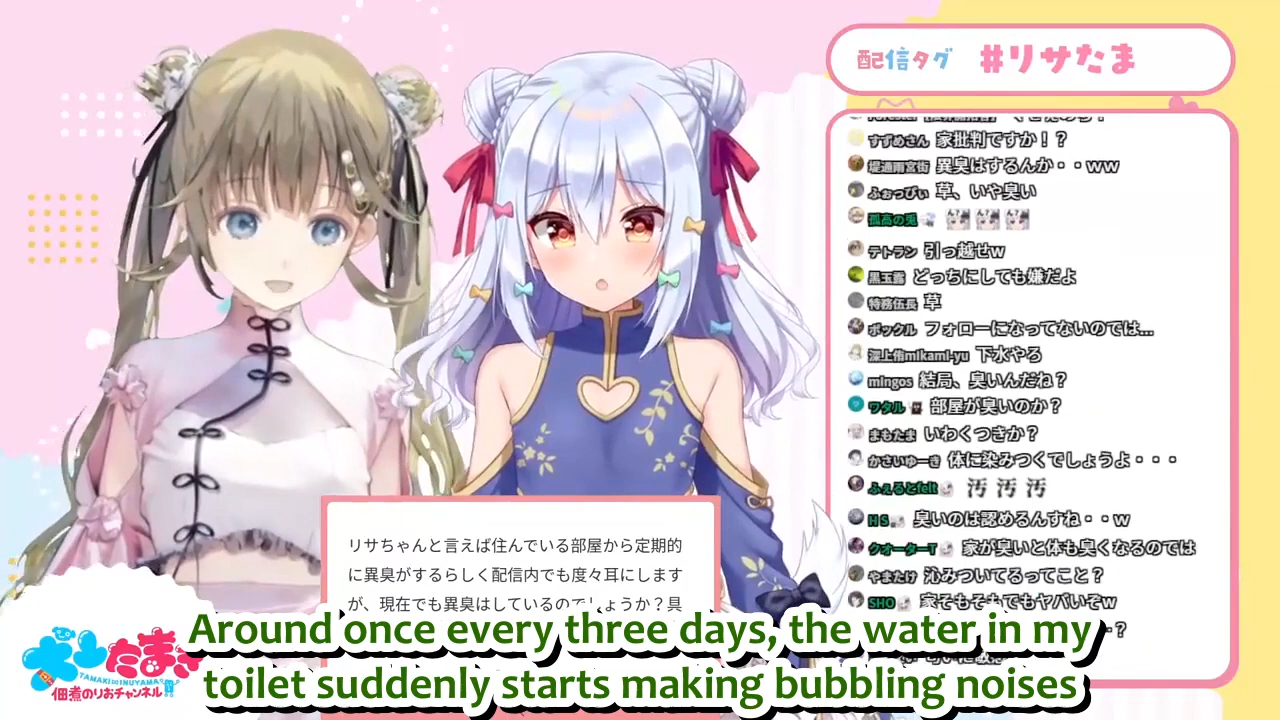 配信タグ #リサたま
すずめさん 家批判ですか！？
堤通雨宮街 異臭はするんか・・ww
ふぉっぴぃ 草、いや臭い
孤高の兎
テトラン 引っ越せw
黒玉露 どっちにしても嫌だよ
特務伍長 草
ボックル フォローになってないのでは...
深上侑mikami-yu 下水やろ
mingos 結局、臭いんだね？
ワタル 部屋が臭いのか？
まもたま いわくつきか？
かさいゆーき 体に染みつくでしょうよ・・・
ふぇるとfelt 汚 汚 汚
H S 臭いのは認めるんすね・・w
クォーターT 家が臭いと体も臭くなるのでは
やまたけ 沁みついてるってこと？
SHO 家そもそもでもヤバいぞw
リサちゃんと言えば住んでいる部屋から定期的
に異臭がするらしく配信内でも度々耳にします
が、現在でも異臭はしているのでしょうか？具
Around once every three days, the water in my
toilet suddenly starts making bubbling noises
犬山たまき
TAMAKI INUYAMA
佃煮のりおチャンネル